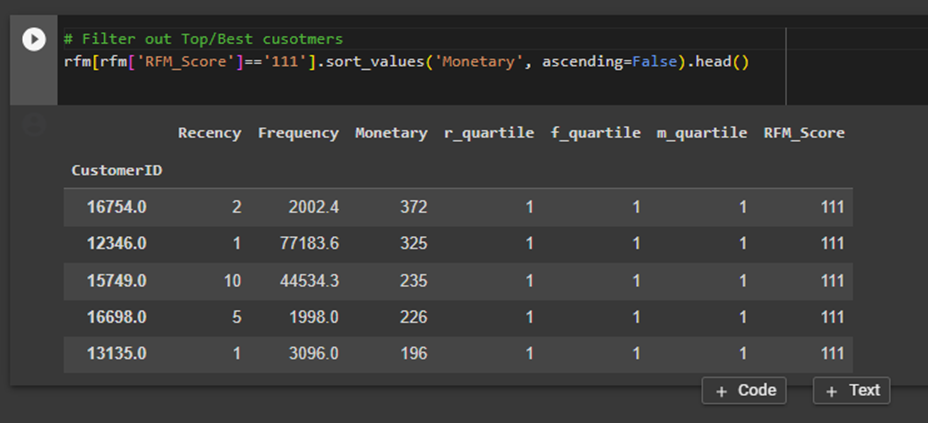 # Filter out Top/Best cusotmers
rfm[rfm['RFM_Score']=='111'].sort_values('Monetary', ascending=False).head()
Recency Frequency Monetary r_quartile f_quartile m_quartile RFM_Score
CustomerID
16754.0 2 2002.4 372 1 1 1 111
12346.0 1 77183.6 325 1 1 1 111
15749.0 10 44534.3 235 1 1 1 111
16698.0 5 1998.0 226 1 1 1 111
13135.0 1 3096.0 196 1 1 1 111
+ Code + Text